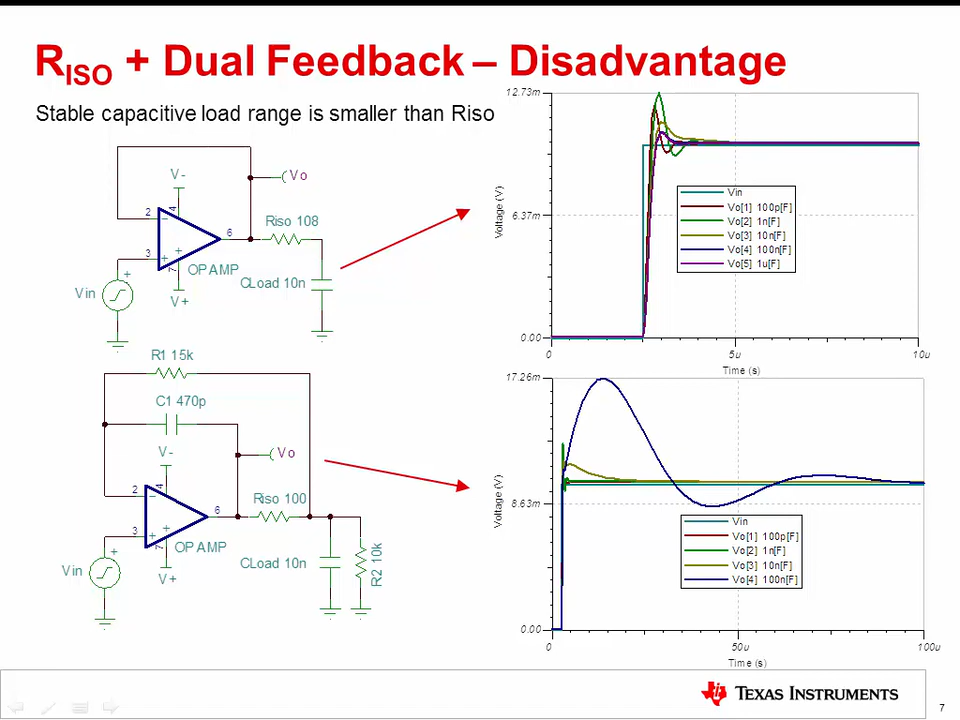 RISO + Dual Feedback – Disadvantage
Stable capacitive load range is smaller than Riso
V-
Vo
2
4
6
3
7
Riso 108
OPAMP
CLoad 10n
Vin
+
V+
12.73m
Voltage (V)
6.37m
0.00
0
5u
10u
Time (s)
Vin
Vo[1] 100p[F]
Vo[2] 1n[F]
Vo[3] 10n[F]
Vo[4] 100n[F]
Vo[5] 1u[F]
R1 15k
C1 470p
V-
Vo
2
4
6
3
7
Riso 100
OPAMP
CLoad 10n
R2 10k
Vin
+
V+
17.26m
Voltage (V)
8.63m
0.00
0
50u
100u
Time (s)
Vin
Vo[1] 100p[F]
Vo[2] 1n[F]
Vo[3] 10n[F]
Vo[4] 100n[F]
TEXAS INSTRUMENTS
7